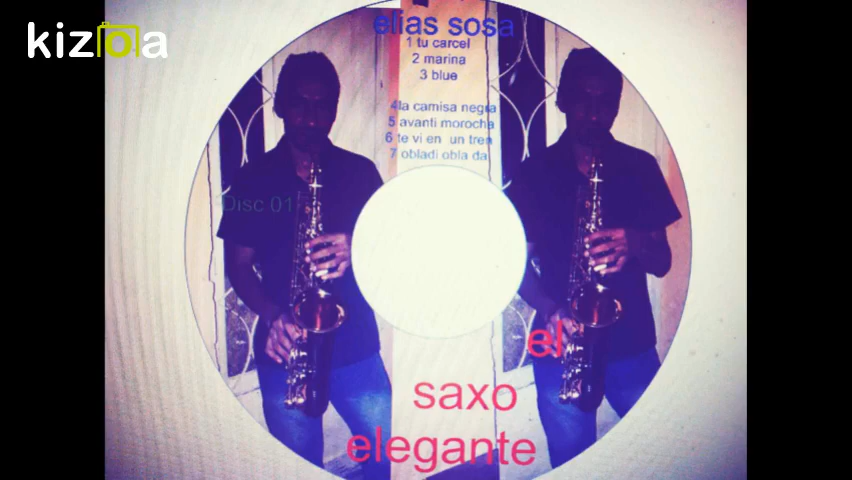 kizoa
elias sosa
1 tu carcel
2 marina
3 blue
4la camisa negra
5 avanti morocha
6 te vi en un tren
7 obladi obla da
Disc 01
el
saxo
elegante